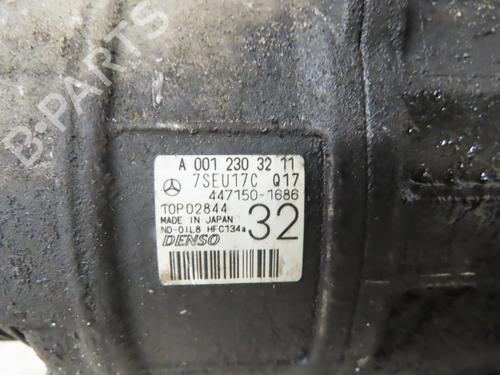 A 001 230 32 11
7SEU17C Q17
447150-1686
TOP02844
MADE IN JAPAN
ND-OIL8 HFC134a
32
DENSO
B-PARTS